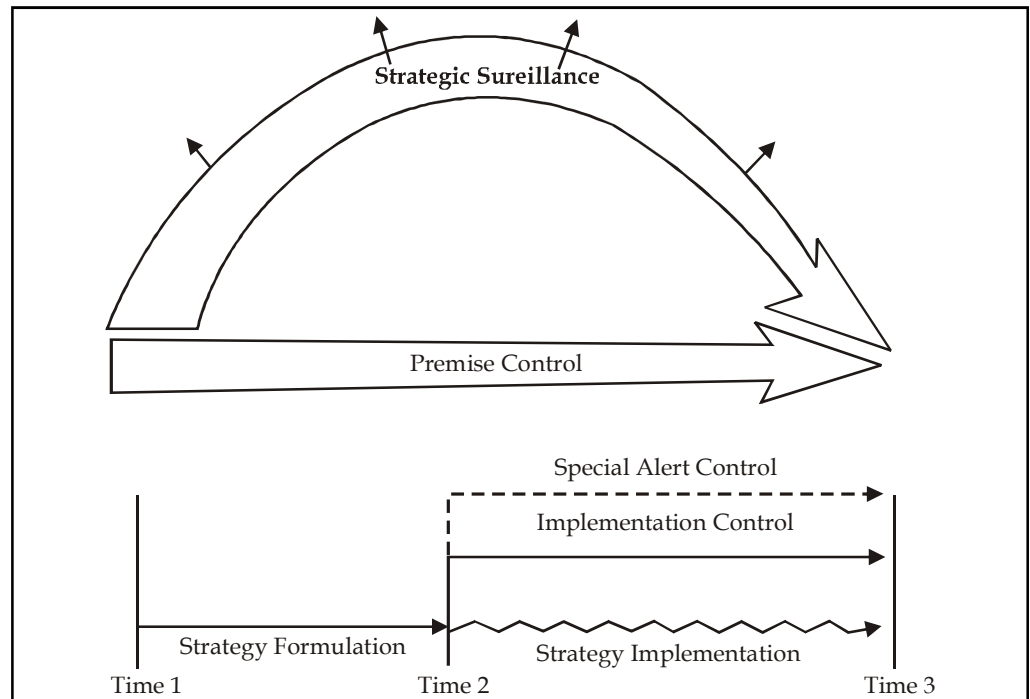 Strategic Sureillance
Premise Control
Special Alert Control
Implementation Control
Strategy Formulation
Strategy Implementation
Time 1
Time 2
Time 3